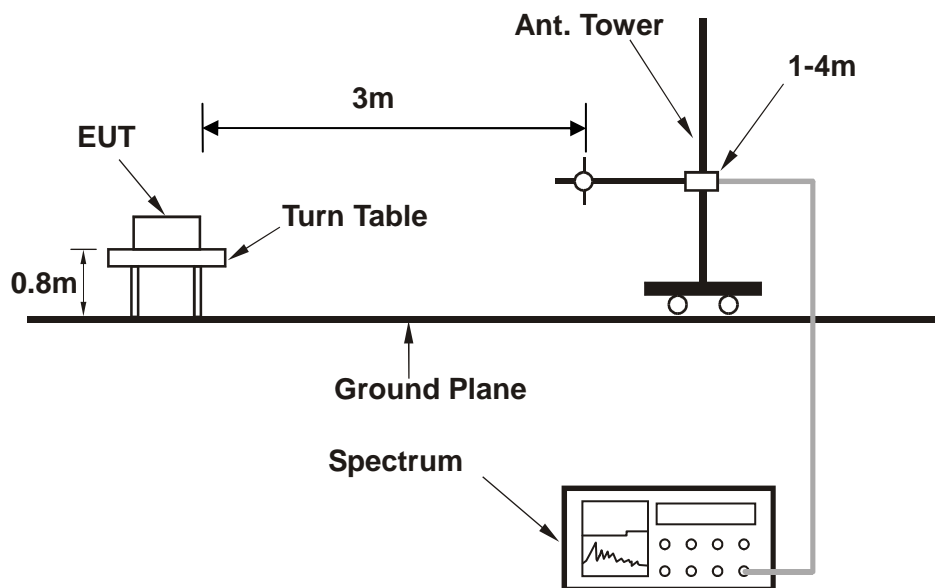 Ant. Tower
1-4m
3m
EUT
Turn Table
0.8m
Ground Plane
Spectrum